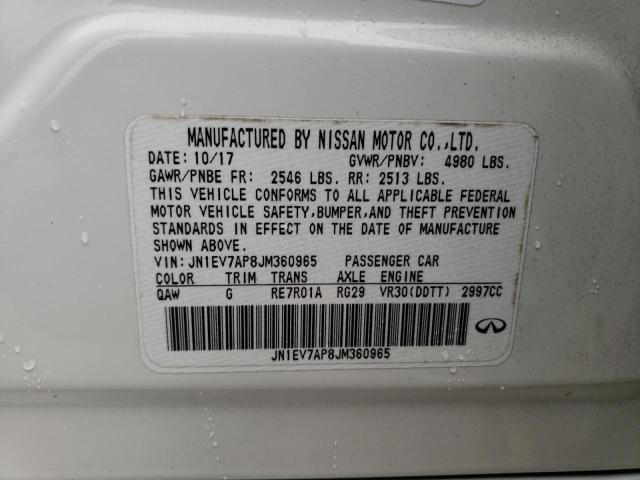 MANUFACTURED BY NISSAN MOTOR CO.,LTD.
DATE: 10/17 GVWR/PNBV: 4980 LBS.
GAWR/PNBE FR: 2546 LBS. RR: 2513 LBS.
THIS VEHICLE CONFORMS TO ALL APPLICABLE FEDERAL
MOTOR VEHICLE SAFETY,BUMPER,AND THEFT PREVENTION
STANDARDS IN EFFECT ON THE DATE OF MANUFACTURE
SHOWN ABOVE.
VIN: JN1EV7AP8JM360965 PASSENGER CAR
COLOR TRIM TRANS AXLE ENGINE
QAW G RE7R01A RG29 VR30(DDTT) 2997CC
JN1EV7AP8JM360965